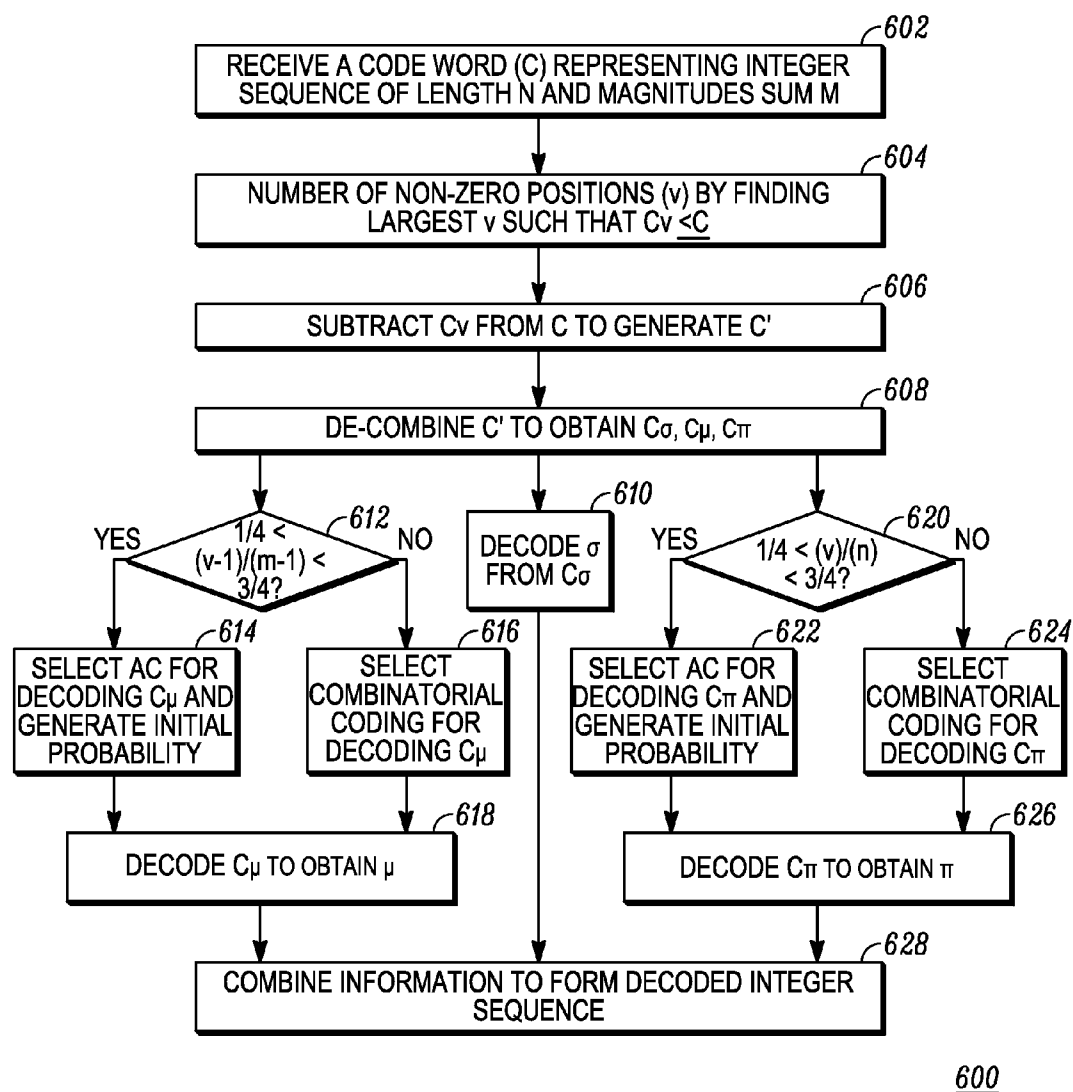 602
RECEIVE A CODE WORD (C) REPRESENTING INTEGER
SEQUENCE OF LENGTH N AND MAGNITUDES SUM M
604
NUMBER OF NON-ZERO POSITIONS (v) BY FINDING
LARGEST v SUCH THAT Cv <C
606
SUBTRACT Cv FROM C TO GENERATE C'
608
DE-COMBINE C' TO OBTAIN Cσ, Cμ, Cπ
612
YES
1/4 <
(v-1)/(m-1) <
3/4?
NO
610
DECODE σ
FROM Cσ
620
YES
1/4 < (v)/(n)
< 3/4?
NO
614
SELECT AC FOR
DECODING Cμ AND
GENERATE INITIAL
PROBABILITY
616
SELECT
COMBINATORIAL
CODING FOR
DECODING Cμ
622
SELECT AC FOR
DECODING Cπ AND
GENERATE INITIAL
PROBABILITY
624
SELECT
COMBINATORIAL
CODING FOR
DECODING Cπ
618
DECODE Cμ TO OBTAIN μ
626
DECODE Cπ TO OBTAIN π
628
COMBINE INFORMATION TO FORM DECODED INTEGER
SEQUENCE
600